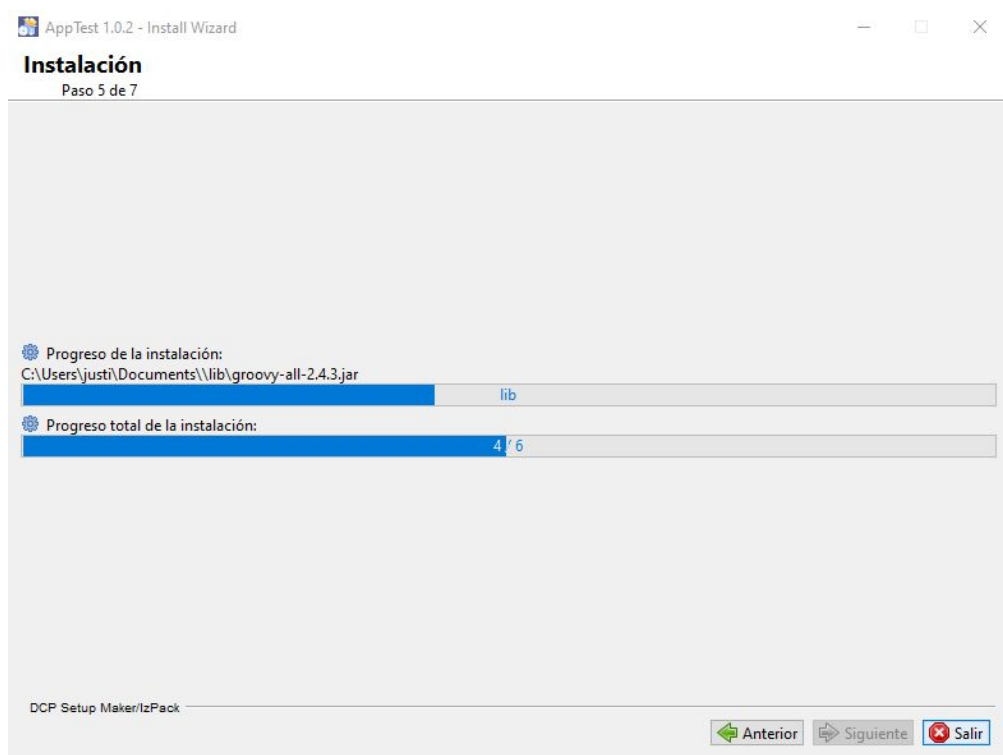 AppTest 1.0.2 - Install Wizard
Instalación
Paso 5 de 7
Progreso de la instalación:
C:\Users\justi\Documents\\lib\groovy-all-2.4.3.jar
lib
Progreso total de la instalación:
4 / 6
DCP Setup Maker/IzPack
Anterior Siguiente Salir